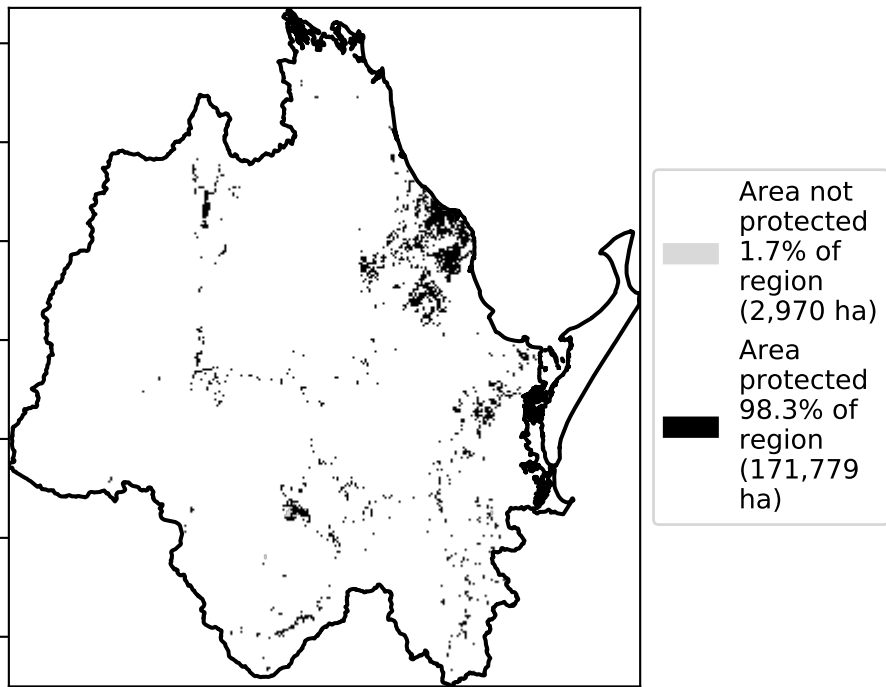 Area not
protected
1.7% of
region
(2,970 ha)
Area
protected
98.3% of
region
(171,779
ha)